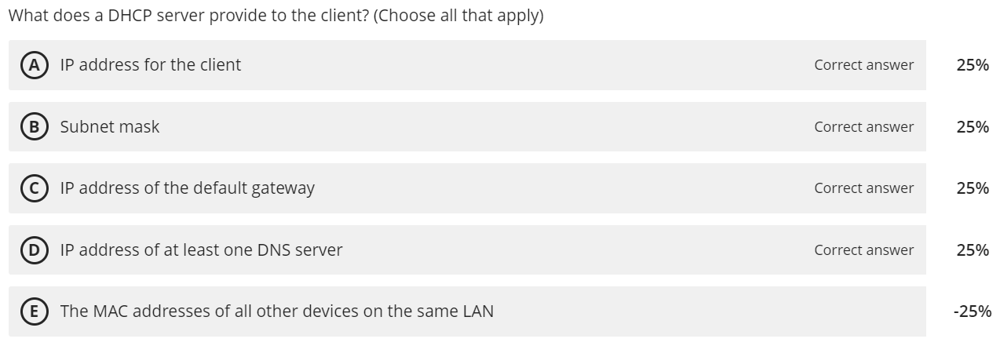 What does a DHCP server provide to the client? (Choose all that apply)
A IP address for the client Correct answer 25%
B Subnet mask Correct answer 25%
C IP address of the default gateway Correct answer 25%
D IP address of at least one DNS server Correct answer 25%
E The MAC addresses of all other devices on the same LAN -25%